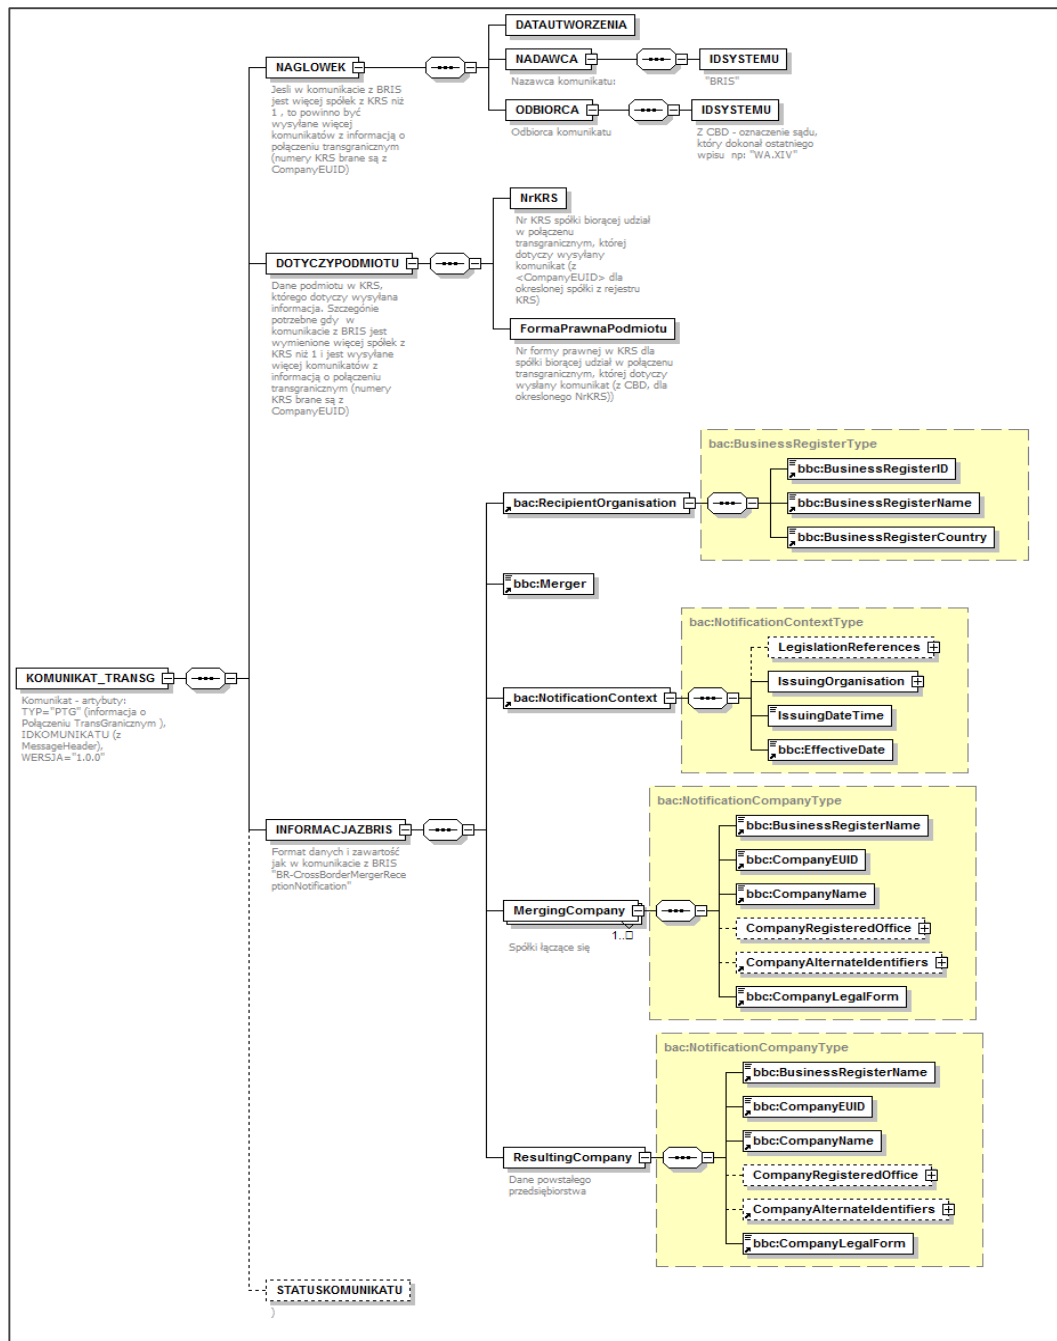 DATAUTWORZENIA
NAGLOWEK
NADAWCA
IDSYSTEMU
Jesli w komunikacie z BRIS
jest więcej spółek z KRS niż
1 , to powinno być
wysyłane więcej
komunikatów z informacją o
połączeniu transgranicznym
(numery KRS brane są z
CompanyEUID)
Nazawca komunikatu:
"BRIS"
ODBIORCA
IDSYSTEMU
Odbiorca komunikatu
Z CBD - oznaczenie sądu,
który dokonał ostatniego
wpisu np: "WA.XIV"
NrKRS
Nr KRS spółki biorącej udział
w połączenu
transgranicznym, której
dotyczy wysyłany
komunikat (z
<CompanyEUID> dla
okreslonej spółki z rejestru
KRS)
DOTYCZYPODMIOTU
Dane podmiotu w KRS,
którego dotyczy wysyłana
informacja. Szczegónie
potrzebne gdy w
komunikacie z BRIS jest
wymienione więcej spółek z
KRS niż 1 i jest wysyłane
więcej komunikatów z
informacją o połączeniu
transgranicznym (numery
KRS brane są z
CompanyEUID)
FormaPrawnaPodmiotu
Nr formy prawnej w KRS dla
spółki biorącej udział w połączenu
transgranicznym, której dotyczy
wysłany komunikat (z CBD, dla
okreslonego NrKRS))
bac:BusinessRegisterType
bbc:BusinessRegisterID
bac:RecipientOrganisation
bbc:BusinessRegisterName
bbc:BusinessRegisterCountry
bbc:Merger
bac:NotificationContextType
LegislationReferences
KOMUNIKAT_TRANSG
Komunikat - artybuty:
TYP="PTG" (informacja o
Połączeniu TransGranicznym ),
IDKOMUNIKATU (z
MessageHeader),
WERSJA="1.0.0"
IssuingOrganisation
bac:NotificationContext
IssuingDateTime
bbc:EffectiveDate
bac:NotificationCompanyType
INFORMACJAZBRIS
Format danych i zawartość
jak w komunikacie z BRIS
"BR-CrossBorderMergerRece
ptionNotification"
bbc:BusinessRegisterName
bbc:CompanyEUID
bbc:CompanyName
MergingCompany
1..
Spółki łączące się
CompanyRegisteredOffice
CompanyAlternateIdentifiers
bbc:CompanyLegalForm
bac:NotificationCompanyType
bbc:BusinessRegisterName
bbc:CompanyEUID
bbc:CompanyName
ResultingCompany
Dane powstałego
przedsiębiorstwa
CompanyRegisteredOffice
CompanyAlternateIdentifiers
bbc:CompanyLegalForm
STATUSKOMUNIKATU
)